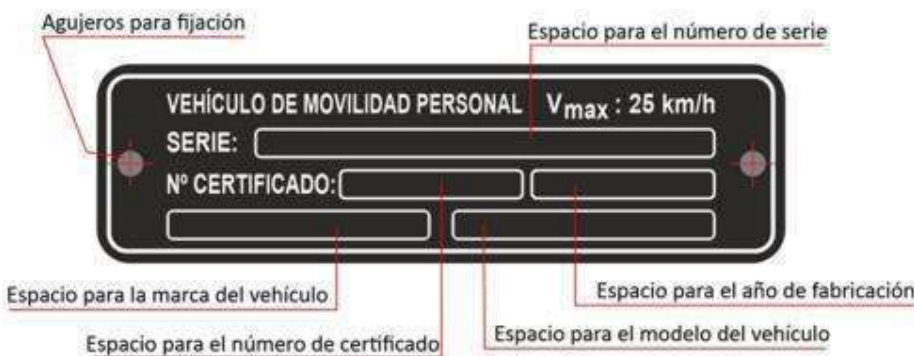 Agujeros para fijación
Espacio para el número de serie
VEHÍCULO DE MOVILIDAD PERSONAL Vmax : 25 km/h
SERIE:
Nº CERTIFICADO:
Espacio para la marca del vehículo
Espacio para el año de fabricación
Espacio para el número de certificado
Espacio para el modelo del vehículo